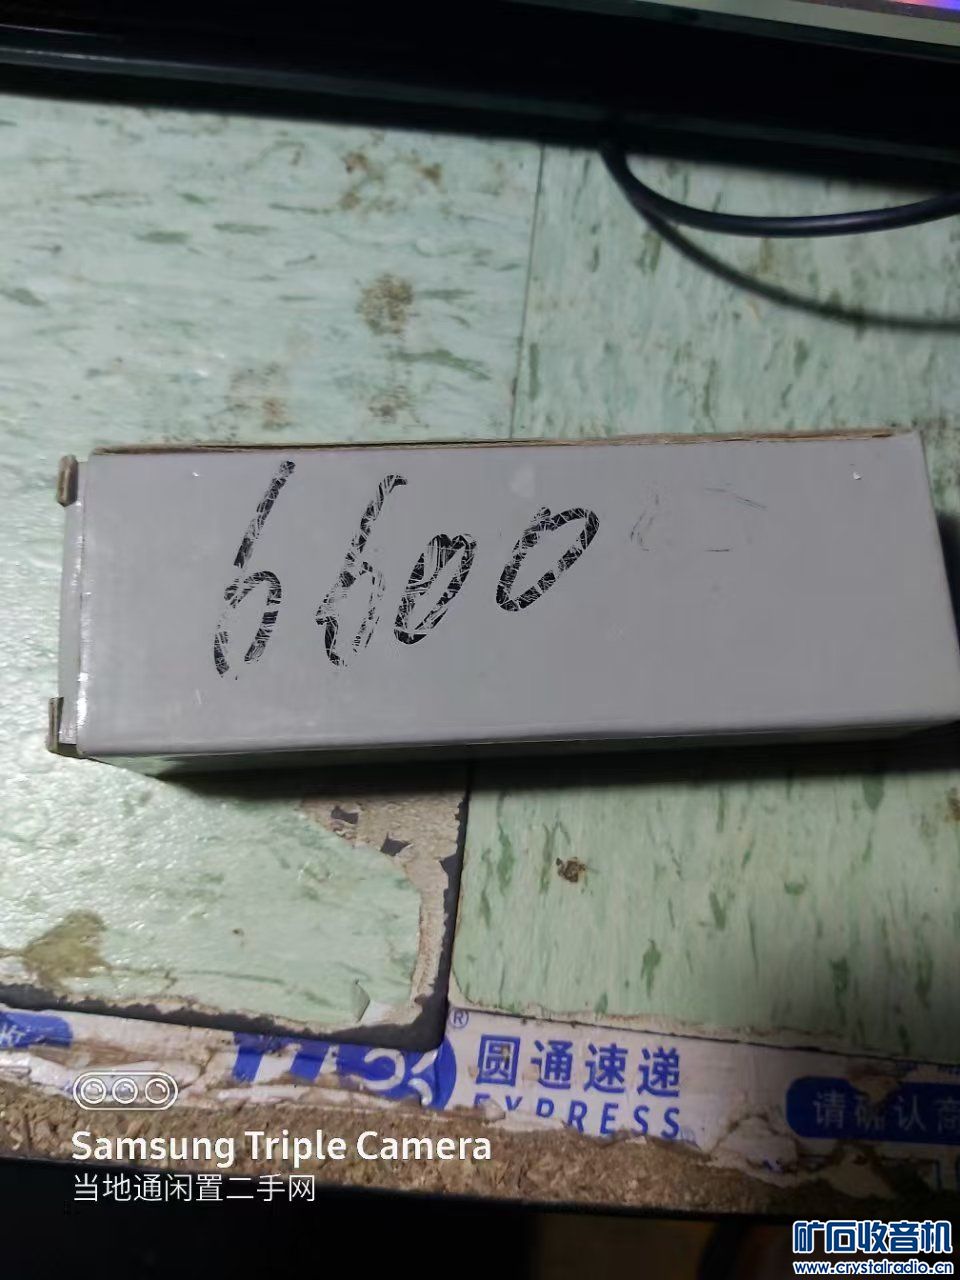 6600
®
圆通速递
EXPRESS
请确认商
Samsung Triple Camera
当地通闲置二手网
矿石收音机
www.crystalradio.cn